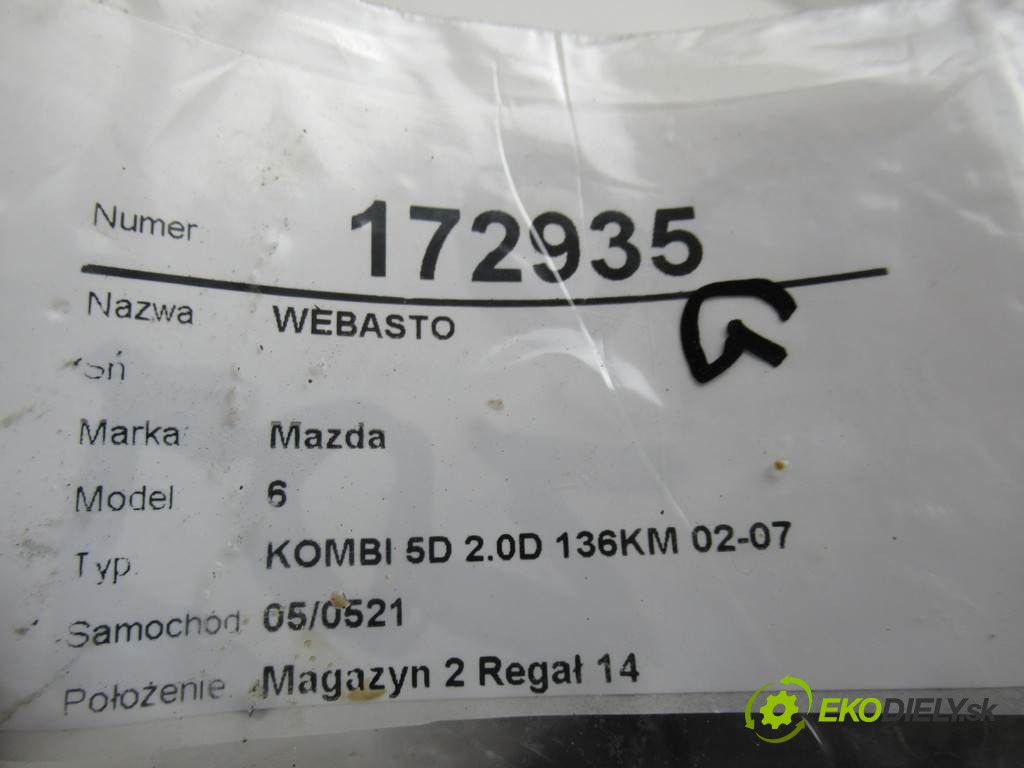 Numer 172935
Nazwa WEBASTO
Marka Mazda
Model 6
Typ KOMBI 5D 2.0D 136KM 02-07
Samochód 05/0521
Położenie Magazyn 2 Regał 14
EKODIELY.sk